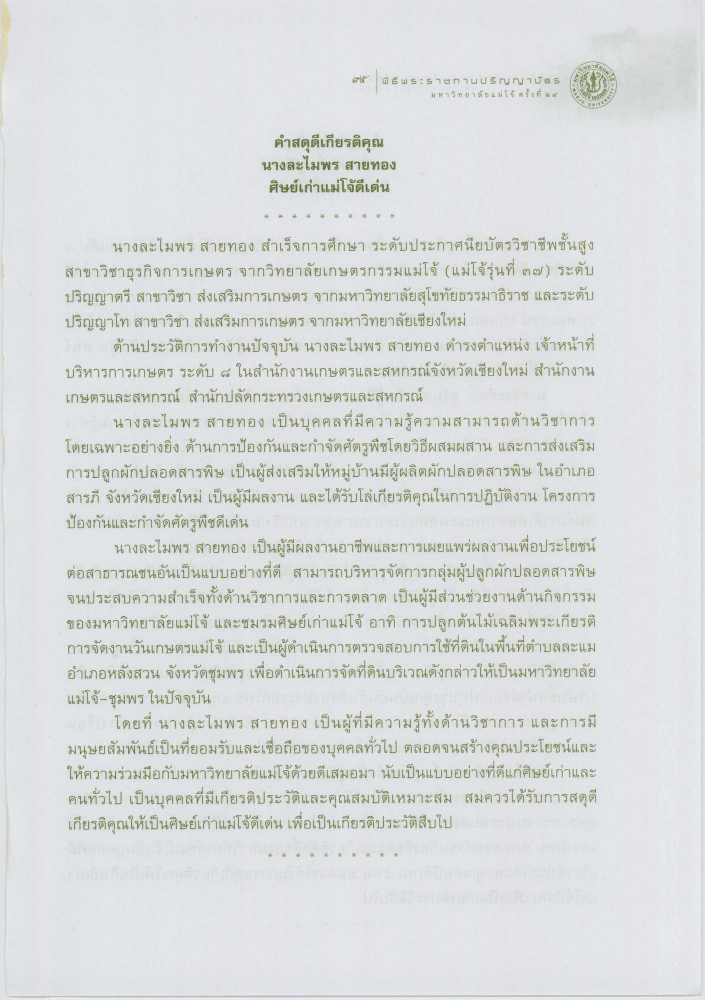 ๙๕
พิธีพระราชทานปริญญาบัตร
มหาวิทยาลัยแม่โจ้ ครั้งที่ ๒๙
มหาวิทยาลัยแม่โจ้
แม่โจ้ ๒๔๗๗
MAEJO UNIVERSITY
คำสดุดีเกียรติคุณ
นางละไมพร สายทอง
ศิษย์เก่าแม่โจ้ดีเด่น
* * * * * * * * * *
นางละไมพร สายทอง สำเร็จการศึกษา ระดับประกาศนียบัตรวิชาชีพชั้นสูง
สาขาวิชาธุรกิจการเกษตร จากวิทยาลัยเกษตรกรรมแม่โจ้ (แม่โจ้รุ่นที่ ๓๗) ระดับ
ปริญญาตรี สาขาวิชา ส่งเสริมการเกษตร จากมหาวิทยาลัยสุโขทัยธรรมาธิราช และระดับ
ปริญญาโท สาขาวิชา ส่งเสริมการเกษตร จากมหาวิทยาลัยเชียงใหม่
ด้านประวัติการทำงานปัจจุบัน นางละไมพร สายทอง ดำรงตำแหน่ง เจ้าหน้าที่
บริหารการเกษตร ระดับ ๘ ในสำนักงานเกษตรและสหกรณ์จังหวัดเชียงใหม่ สำนักงาน
เกษตรและสหกรณ์ สำนักปลัดกระทรวงเกษตรและสหกรณ์
นางละไมพร สายทอง เป็นบุคคลที่มีความรู้ความสามารถด้านวิชาการ
โดยเฉพาะอย่างยิ่ง ด้านการป้องกันและกำจัดศัตรูพืชโดยวิธีผสมผสาน และการส่งเสริม
การปลูกผักปลอดสารพิษ เป็นผู้ส่งเสริมให้หมู่บ้านมีผู้ผลิตผักปลอดสารพิษ ในอำเภอ
สารภี จังหวัดเชียงใหม่ เป็นผู้มีผลงาน และได้รับโล่เกียรติคุณในการปฏิบัติงาน โครงการ
ป้องกันและกำจัดศัตรูพืชดีเด่น
นางละไมพร สายทอง เป็นผู้มีผลงานอาชีพและการเผยแพร่ผลงานเพื่อประโยชน์
ต่อสาธารณชนอันเป็นแบบอย่างที่ดี สามารถบริหารจัดการกลุ่มผู้ปลูกผักปลอดสารพิษ
จนประสบความสำเร็จทั้งด้านวิชาการและการตลาด เป็นผู้มีส่วนช่วยงานด้านกิจกรรม
ของมหาวิทยาลัยแม่โจ้ และชมรมศิษย์เก่าแม่โจ้ อาทิ การปลูกต้นไม้เฉลิมพระเกียรติ
การจัดงานวันเกษตรแม่โจ้ และเป็นผู้ดำเนินการตรวจสอบการใช้ที่ดินในพื้นที่ตำบลละแม
อำเภอหลังสวน จังหวัดชุมพร เพื่อดำเนินการจัดที่ดินบริเวณดังกล่าวให้เป็นมหาวิทยาลัย
แม่โจ้-ชุมพร ในปัจจุบัน
โดยที่ นางละไมพร สายทอง เป็นผู้ที่มีความรู้ทั้งด้านวิชาการ และการมี
มนุษยสัมพันธ์เป็นที่ยอมรับและเชื่อถือของบุคคลทั่วไป ตลอดจนสร้างคุณประโยชน์และ
ให้ความร่วมมือกับมหาวิทยาลัยแม่โจ้ด้วยดีเสมอมา นับเป็นแบบอย่างที่ดีแก่ศิษย์เก่าและ
คนทั่วไป เป็นบุคคลที่มีเกียรติประวัติและคุณสมบัติเหมาะสม สมควรได้รับการสดุดี
เกียรติคุณให้เป็นศิษย์เก่าแม่โจ้ดีเด่น เพื่อเป็นเกียรติประวัติสืบไป
* * * * * * * * * *